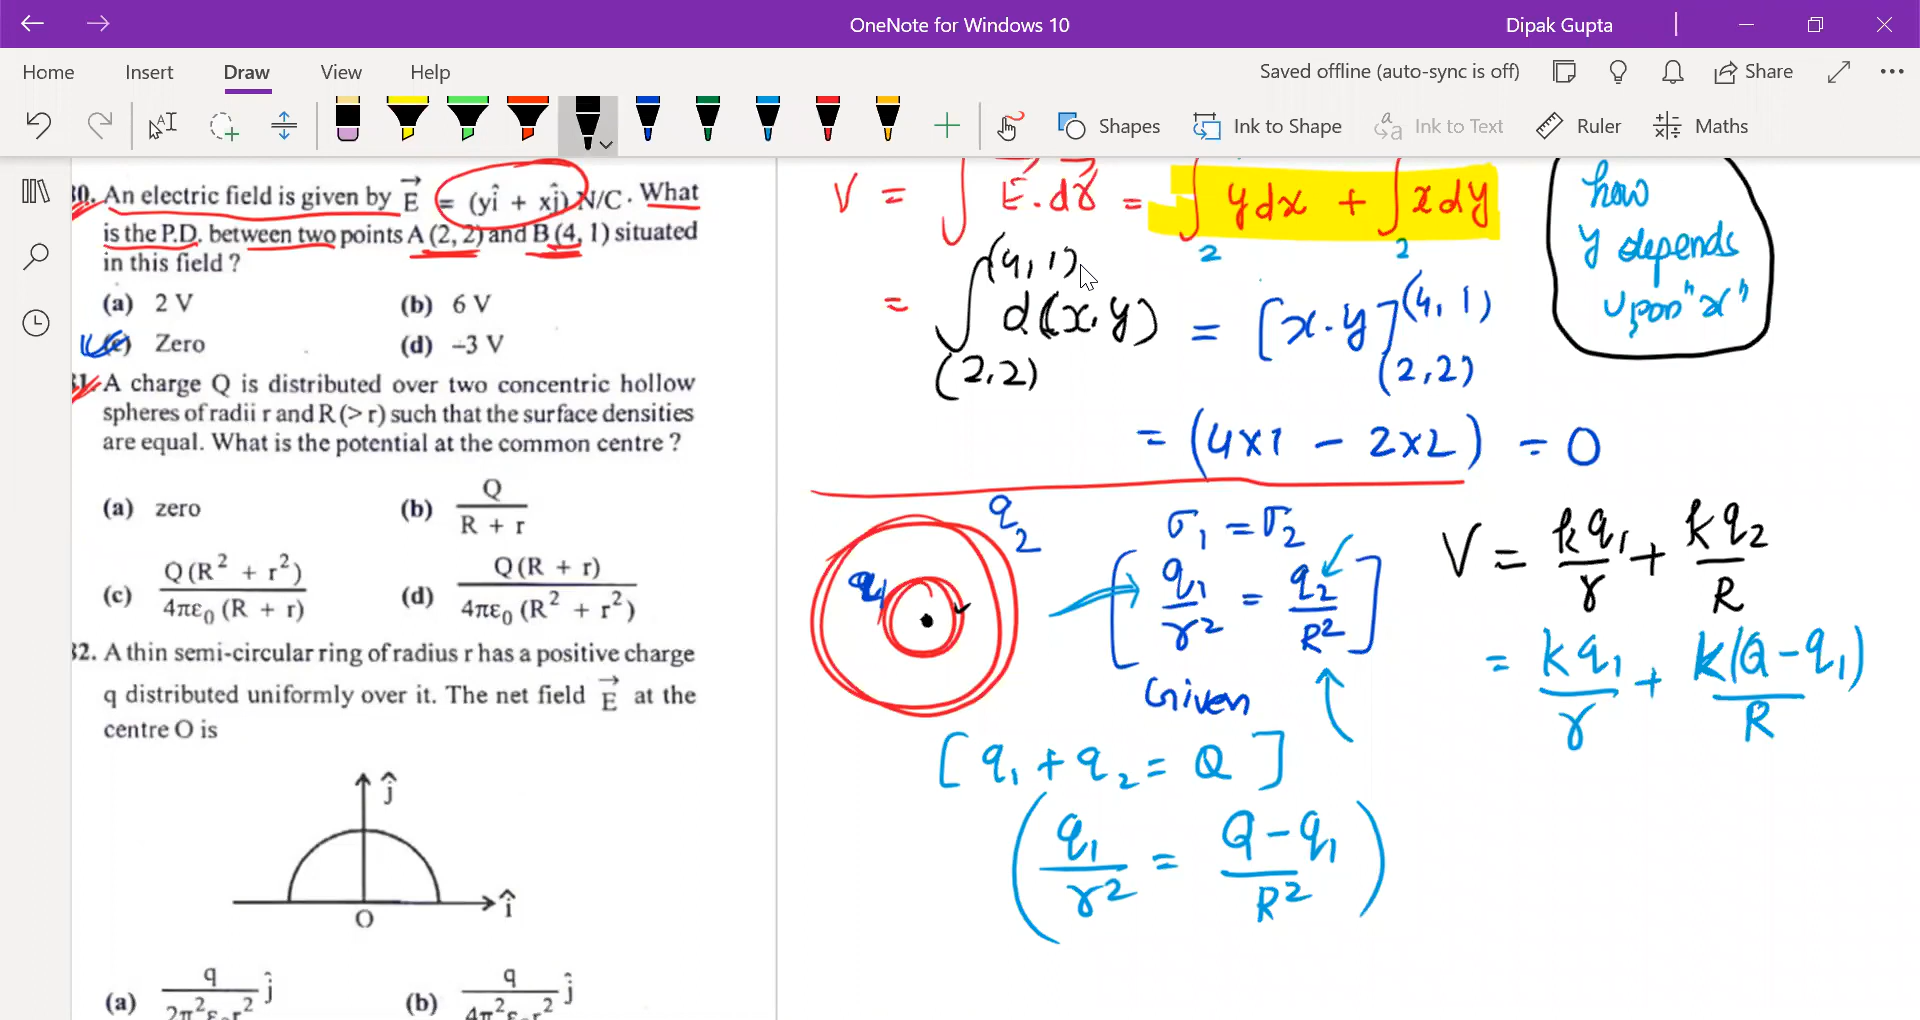 OneNote for Windows 10
Dipak Gupta
Home Insert Draw View Help
Saved offline (auto-sync is off) Share
Shapes Ink to Shape Ink to Text Ruler Maths
30. An electric field is given by E⃗ = (yî + xĵ) N/C. What
is the P.D. between two points A (2, 2) and B (4, 1) situated
in this field ?
(a) 2 V (b) 6 V
(c) Zero (d) –3 V
31. A charge Q is distributed over two concentric hollow
spheres of radii r and R (> r) such that the surface densities
are equal. What is the potential at the common centre ?
(a) zero (b) Q / R + r
(c) Q (R² + r²) / 4πε₀ (R + r) (d) Q (R + r) / 4πε₀ (R² + r²)
32. A thin semi-circular ring of radius r has a positive charge
q distributed uniformly over it. The net field E⃗ at the
centre O is
ĵ
î
O
(a) q / 2π²ε₀r² ĵ (b) q / 4π²ε₀r² ĵ
V = ∫ E⃗ . dr⃗ = ∫₂ y dx + ∫₂ x dy
= ∫ (2,2) (4,1) d(x.y) = [x.y] (4,1) (2,2)
= (4×1 – 2×2) = 0
how
y depends
upon "x"
q₂
q₁
σ₁ = σ₂
[q₁/r² = q₂/R²]
Given
[q₁ + q₂ = Q]
(q₁/r² = Q – q₁/R²)
V = kq₁/r + kq₂/R
= kq₁/r + k(Q–q₁)/R